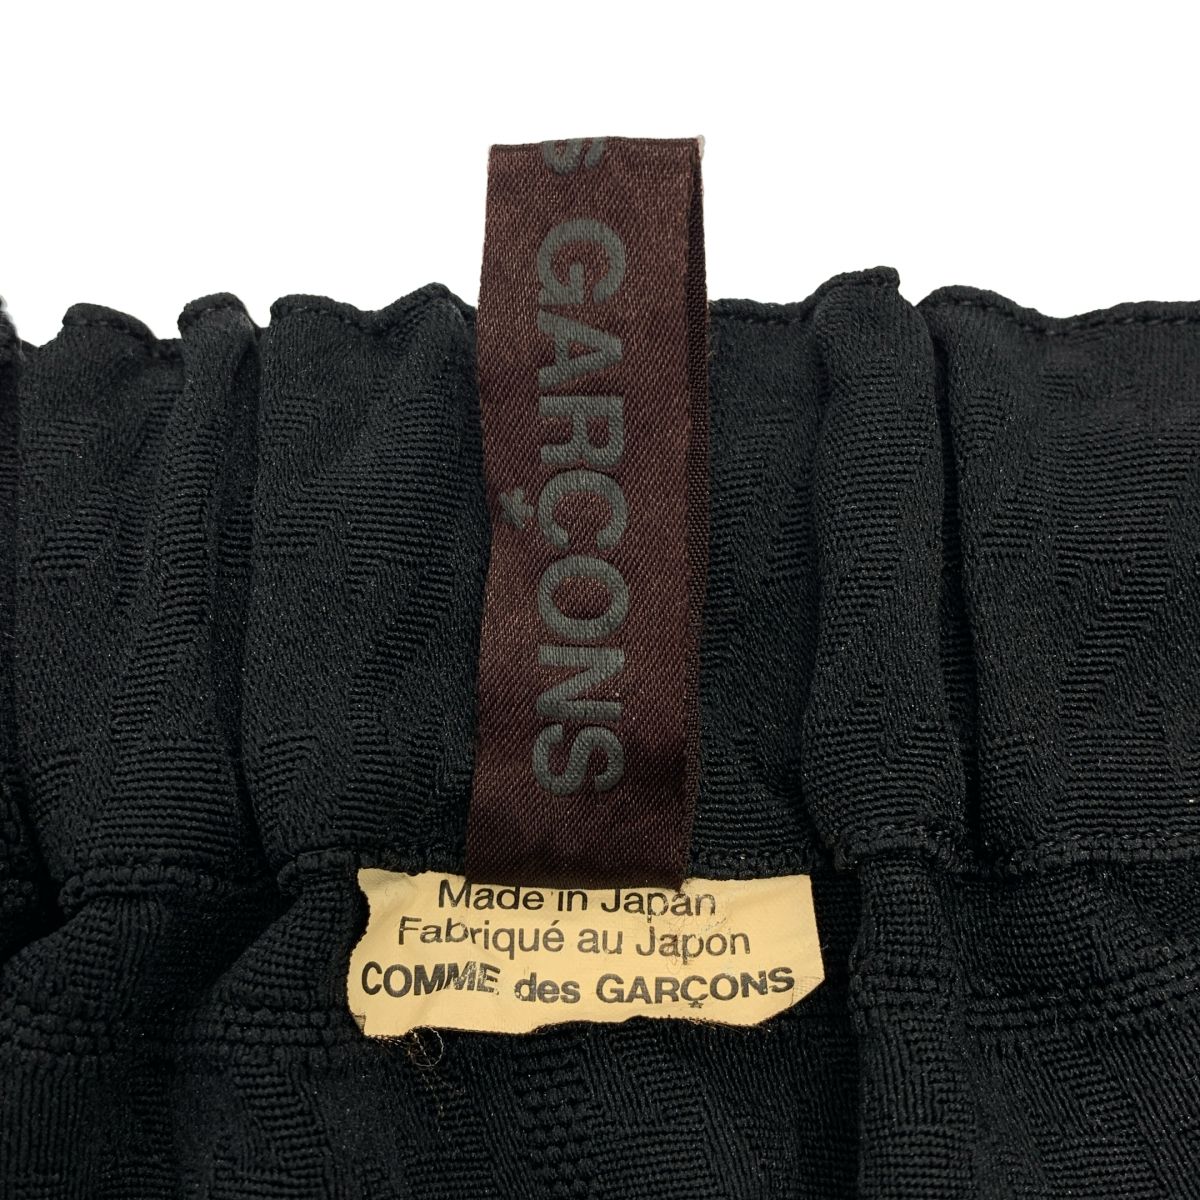 S GARÇONS
Made in Japan
Fabriqué au Japon
COMME des GARÇONS